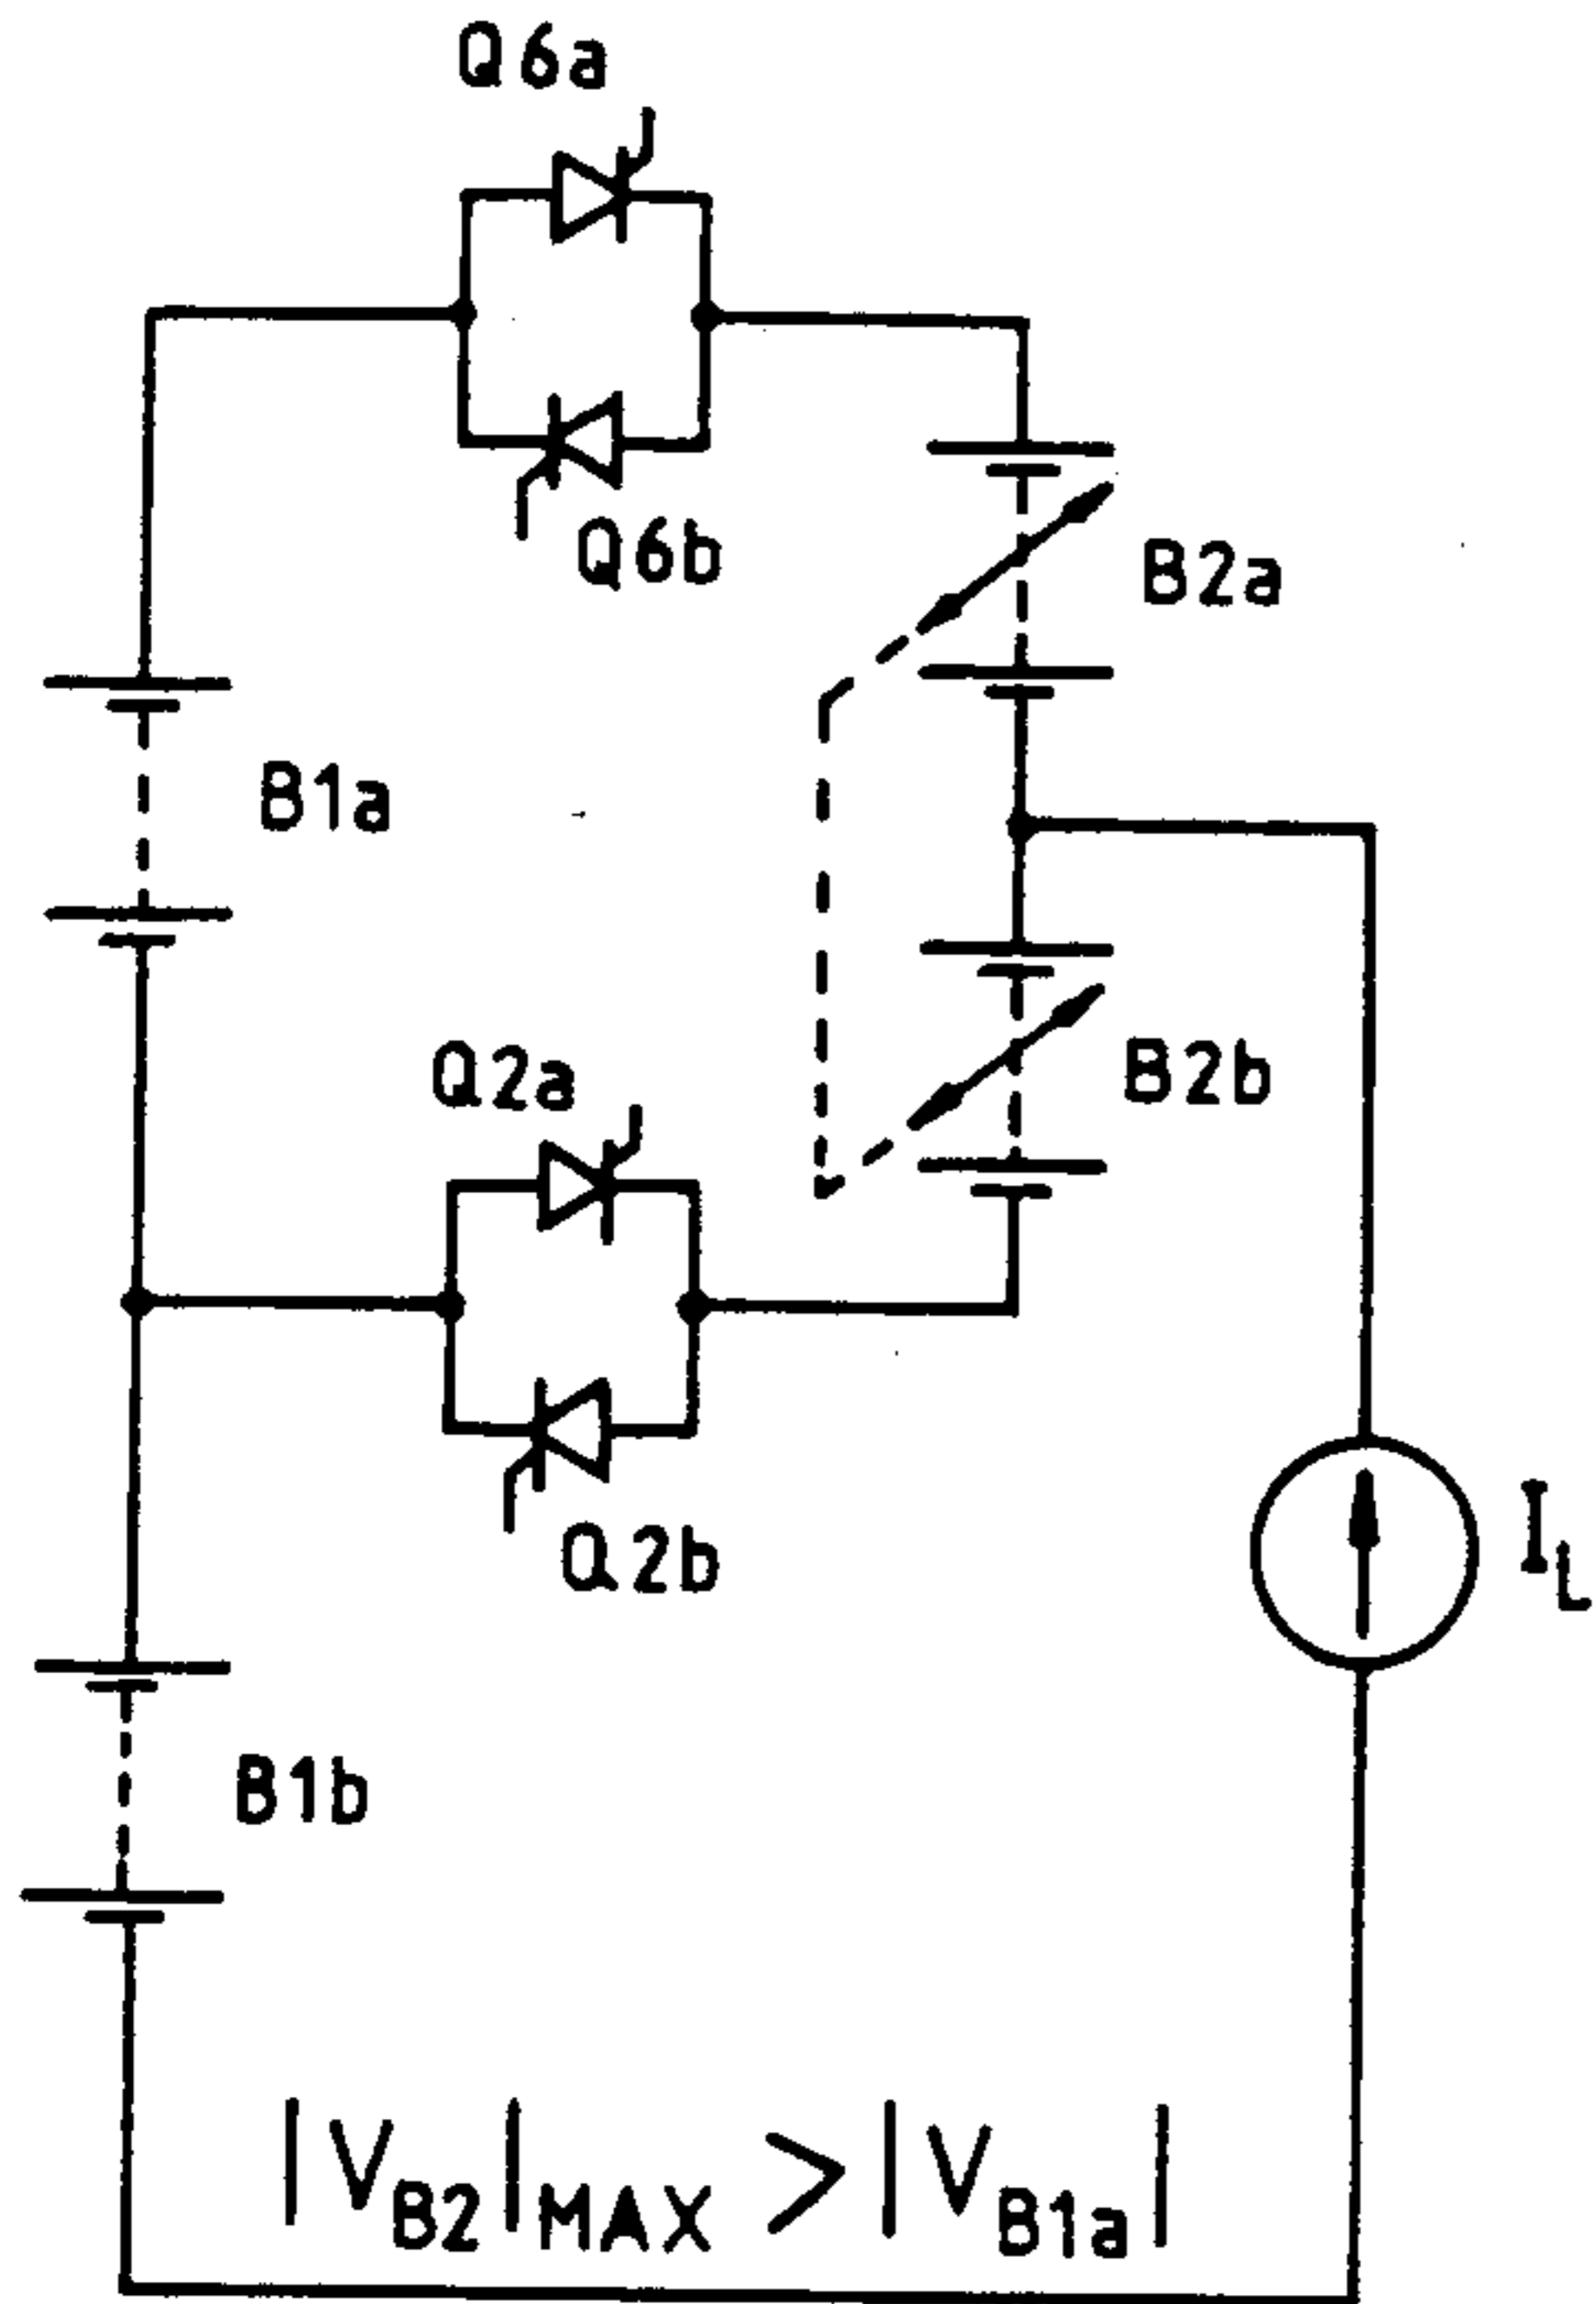 Q6a
Q6b
B2a
B1a
Q2a
B2b
Q2b
I_L
B1b
|V_B2|_MAX > |V_B1a|